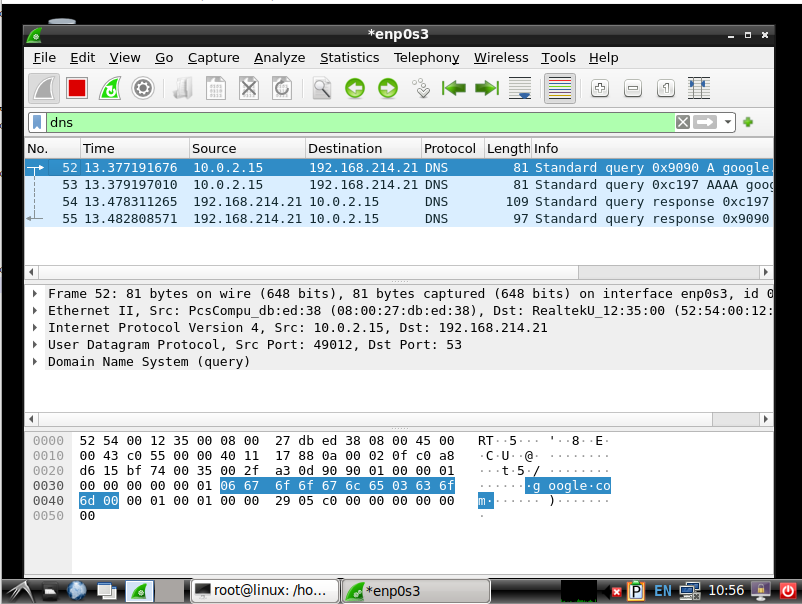 *enp0s3
File Edit View Go Capture Analyze Statistics Telephony Wireless Tools Help
dns
No. Time Source Destination Protocol Length Info
52 13.377191676 10.0.2.15 192.168.214.21 DNS 81 Standard query 0x9090 A google.
53 13.379197010 10.0.2.15 192.168.214.21 DNS 81 Standard query 0xc197 AAAA goog
54 13.478311265 192.168.214.21 10.0.2.15 DNS 109 Standard query response 0xc197
55 13.482808571 192.168.214.21 10.0.2.15 DNS 97 Standard query response 0x9090
Frame 52: 81 bytes on wire (648 bits), 81 bytes captured (648 bits) on interface enp0s3, id 0
Ethernet II, Src: PcsCompu_db:ed:38 (08:00:27:db:ed:38), Dst: RealtekU_12:35:00 (52:54:00:12:
Internet Protocol Version 4, Src: 10.0.2.15, Dst: 192.168.214.21
User Datagram Protocol, Src Port: 49012, Dst Port: 53
Domain Name System (query)
0000 52 54 00 12 35 00 08 00 27 db ed 38 08 00 45 00 RT··5··· '··8··E·
0010 00 43 c0 55 00 00 40 11 17 88 0a 00 02 0f c0 a8 ·C·U··@· ········
0020 d6 15 bf 74 00 35 00 2f a3 0d 90 90 01 00 00 01 ···t·5·/ ········
0030 00 00 00 00 00 01 06 67 6f 6f 67 6c 65 03 63 6f ·······g oogle·co
0040 6d 00 00 01 00 01 00 00 29 05 c0 00 00 00 00 00 m······· )·······
0050 00 ·
root@linux: /ho... *enp0s3 P EN 10:56